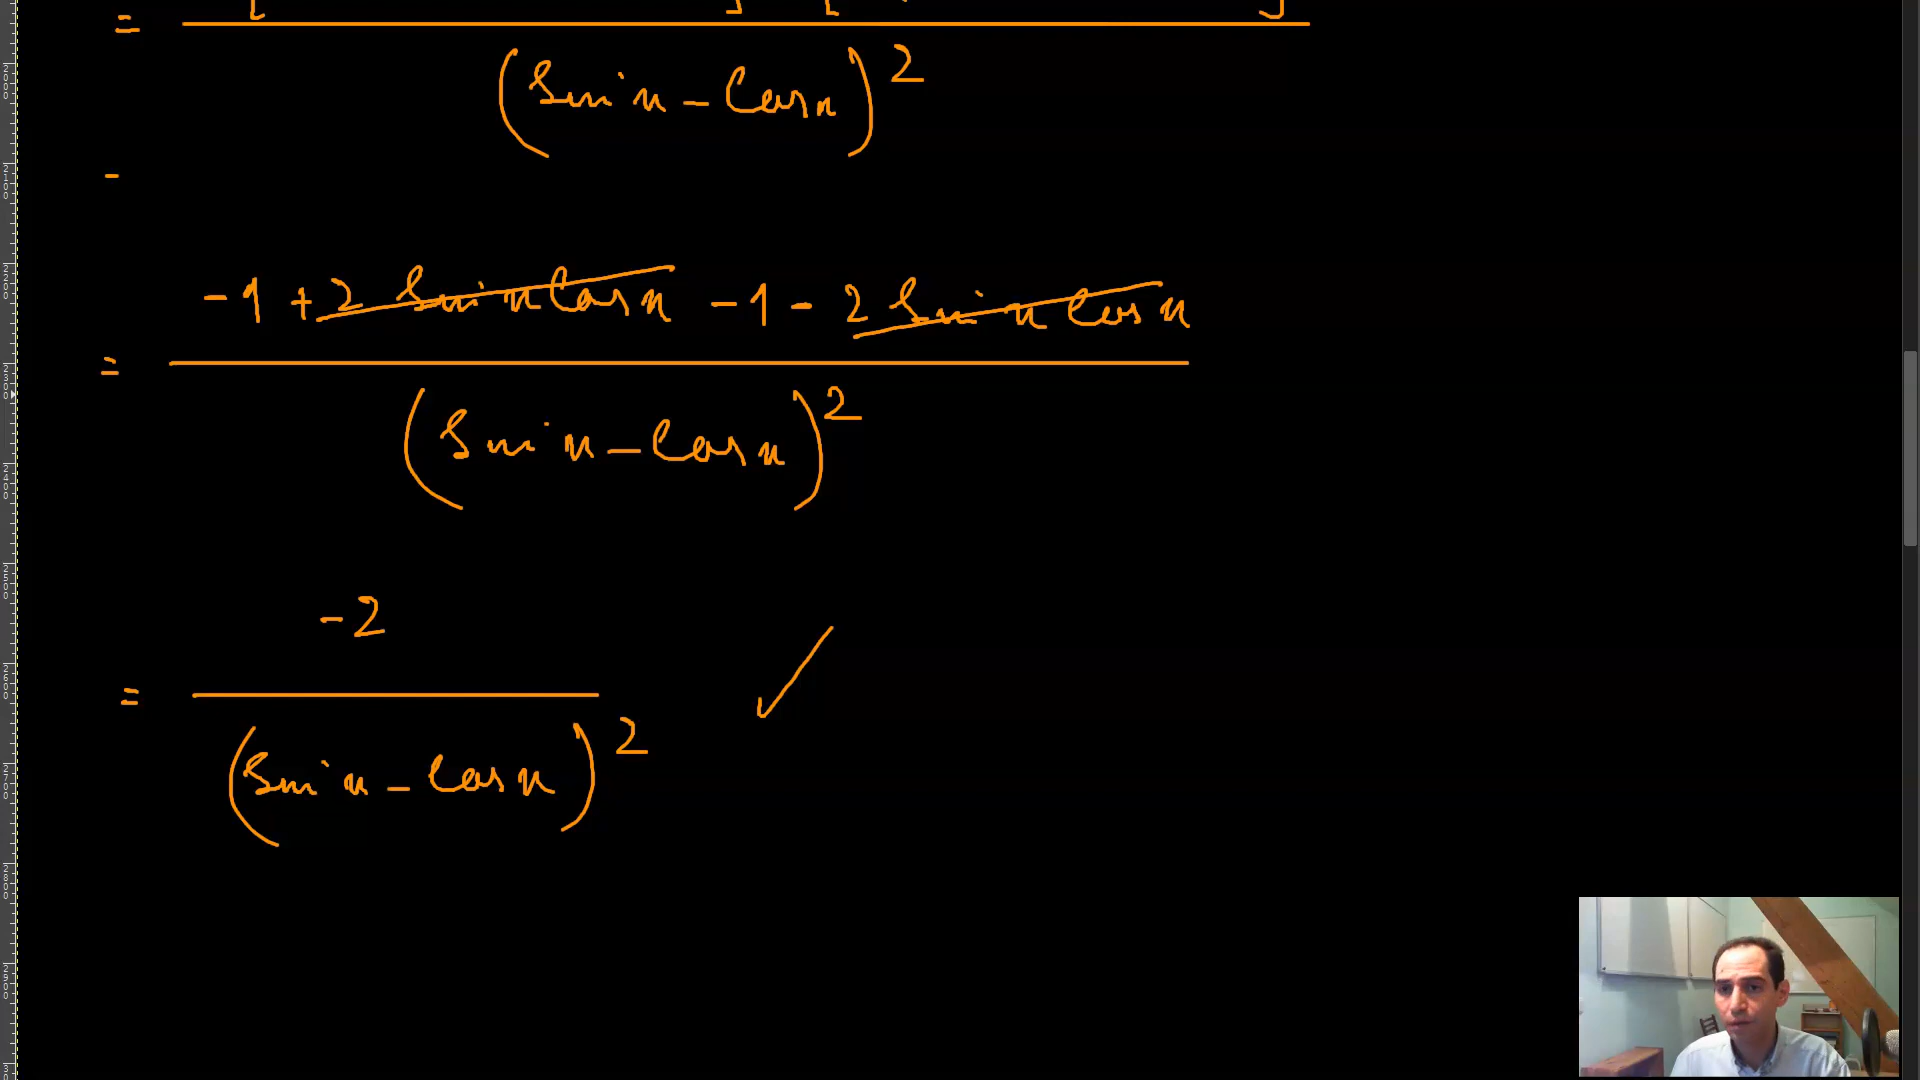 =
(Sin x - Cos x)^2
-
-1 + 2 Sin x Cos x - 1 - 2 Sin x Cos x
=
(Sin x - Cos x)^2
-2
=
(Sin x - Cos x)^2